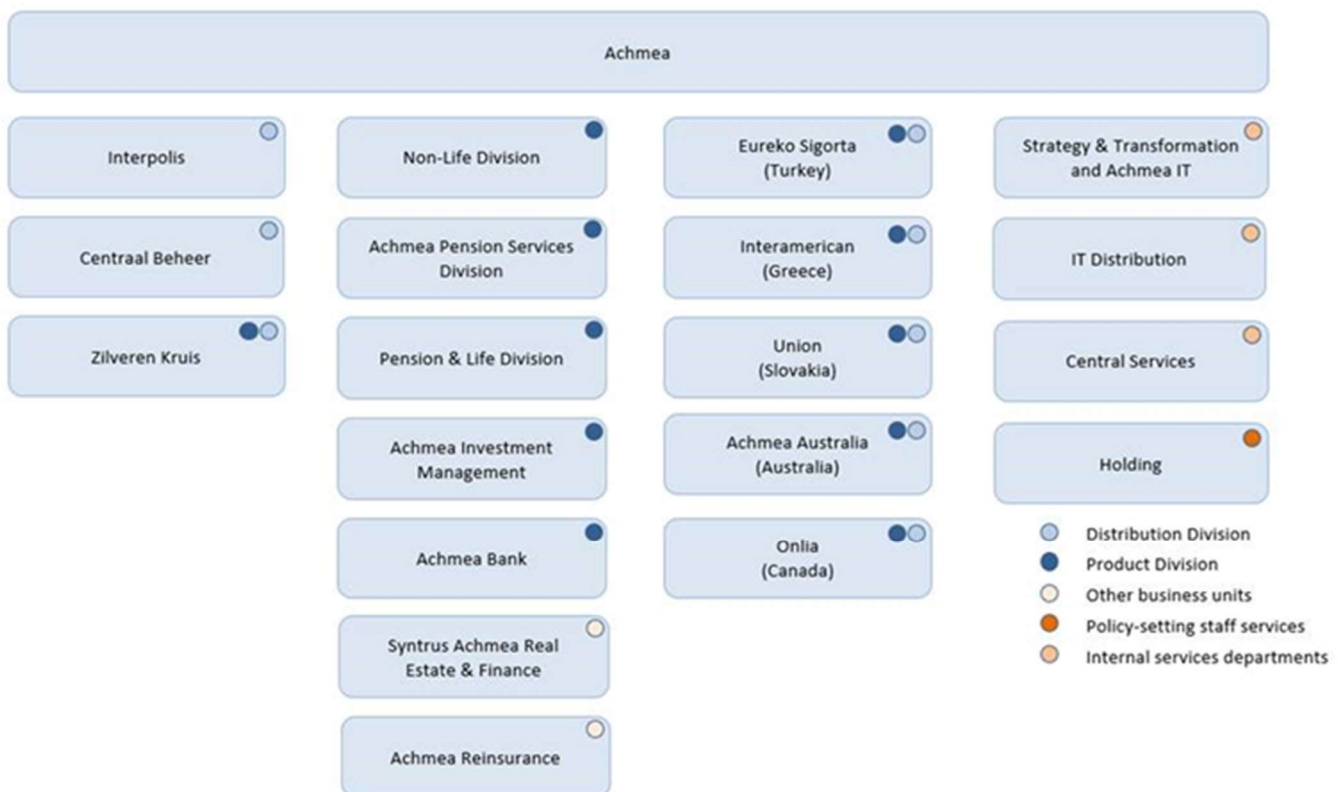 Achmea
Interpolis
Centraal Beheer
Zilveren Kruis
Non-Life Division
Achmea Pension Services
Division
Pension & Life Division
Achmea Investment
Management
Achmea Bank
Syntrus Achmea Real
Estate & Finance
Achmea Reinsurance
Eureko Sigorta
(Turkey)
Interamerican
(Greece)
Union
(Slovakia)
Achmea Australia
(Australia)
Onlia
(Canada)
Strategy & Transformation
and Achmea IT
IT Distribution
Central Services
Holding
Distribution Division
Product Division
Other business units
Policy-setting staff services
Internal services departments